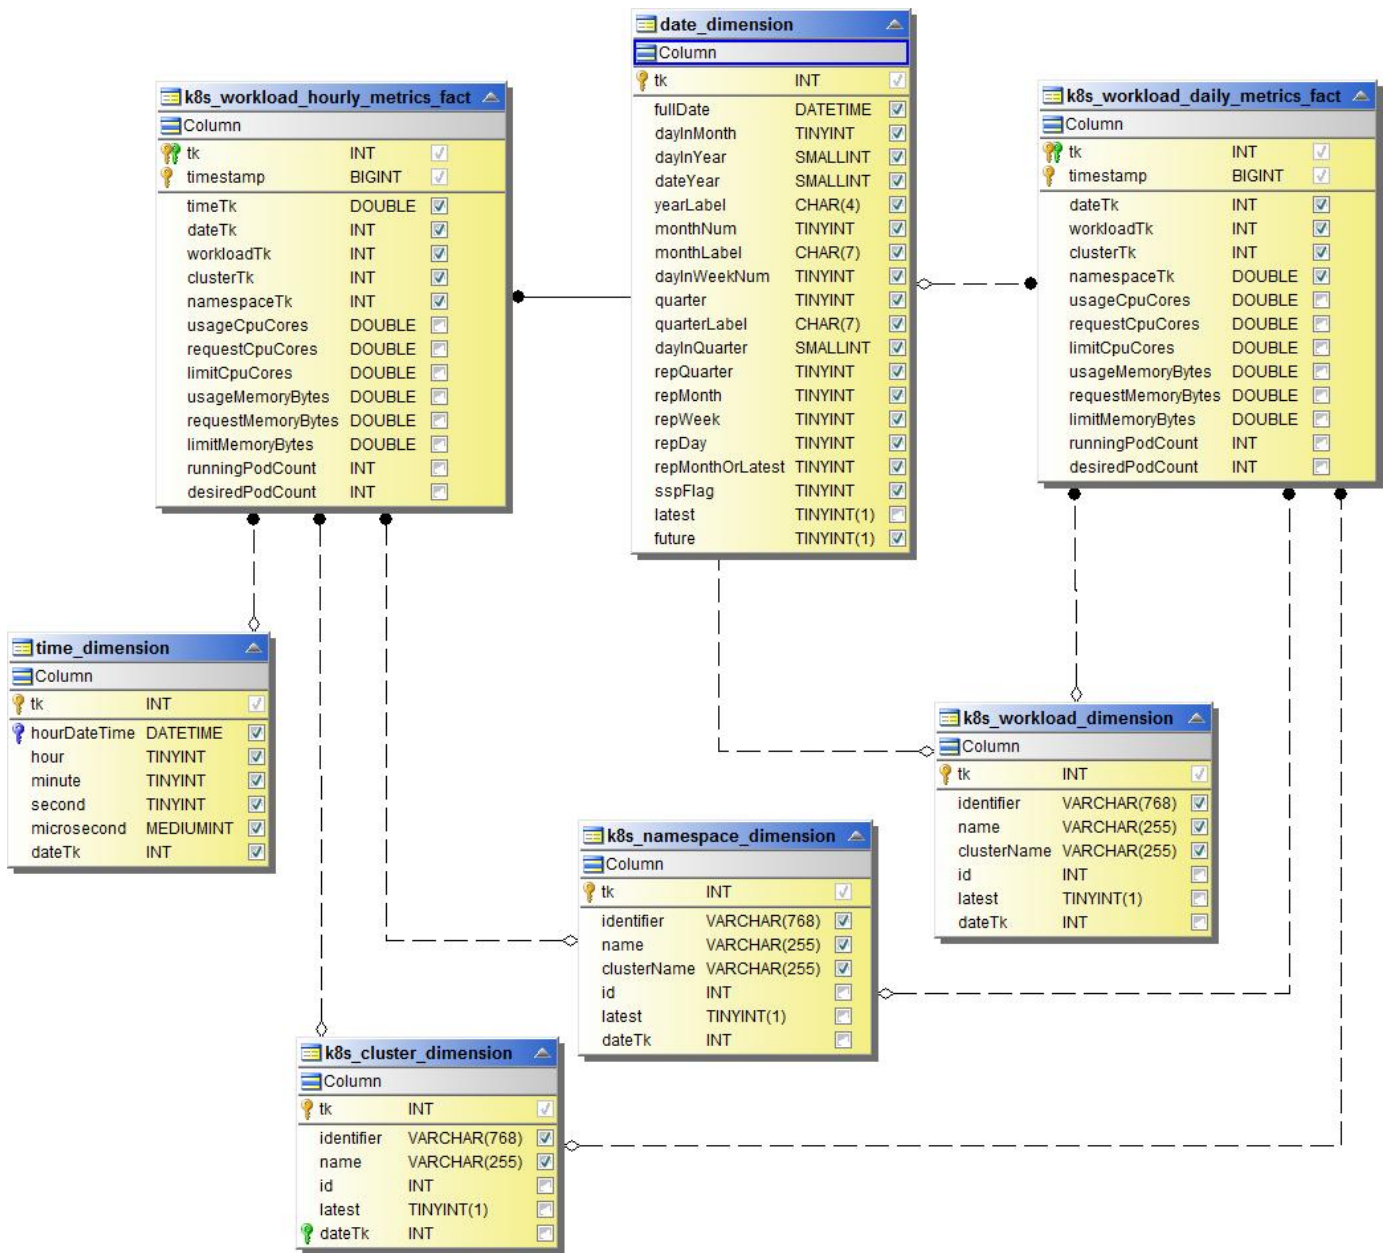 date_dimension
Column
tk INT
fullDate DATETIME
dayInMonth TINYINT
dayInYear SMALLINT
dateYear SMALLINT
yearLabel CHAR(4)
monthNum TINYINT
monthLabel CHAR(7)
dayInWeekNum TINYINT
quarter TINYINT
quarterLabel CHAR(7)
dayInQuarter SMALLINT
repQuarter TINYINT
repMonth TINYINT
repWeek TINYINT
repDay TINYINT
repMonthOrLatest TINYINT
sspFlag TINYINT
latest TINYINT(1)
future TINYINT(1)
k8s_workload_hourly_metrics_fact
Column
tk INT
timestamp BIGINT
timeTk DOUBLE
dateTk INT
workloadTk INT
clusterTk INT
namespaceTk INT
usageCpuCores DOUBLE
requestCpuCores DOUBLE
limitCpuCores DOUBLE
usageMemoryBytes DOUBLE
requestMemoryBytes DOUBLE
limitMemoryBytes DOUBLE
runningPodCount INT
desiredPodCount INT
k8s_workload_daily_metrics_fact
Column
tk INT
timestamp BIGINT
dateTk INT
workloadTk INT
clusterTk INT
namespaceTk DOUBLE
usageCpuCores DOUBLE
requestCpuCores DOUBLE
limitCpuCores DOUBLE
usageMemoryBytes DOUBLE
requestMemoryBytes DOUBLE
limitMemoryBytes DOUBLE
runningPodCount INT
desiredPodCount INT
time_dimension
Column
tk INT
hourDateTime DATETIME
hour TINYINT
minute TINYINT
second TINYINT
microsecond MEDIUMINT
dateTk INT
k8s_workload_dimension
Column
tk INT
identifier VARCHAR(768)
name VARCHAR(255)
clusterName VARCHAR(255)
id INT
latest TINYINT(1)
dateTk INT
k8s_namespace_dimension
Column
tk INT
identifier VARCHAR(768)
name VARCHAR(255)
clusterName VARCHAR(255)
id INT
latest TINYINT(1)
dateTk INT
k8s_cluster_dimension
Column
tk INT
identifier VARCHAR(768)
name VARCHAR(255)
id INT
latest TINYINT(1)
dateTk INT